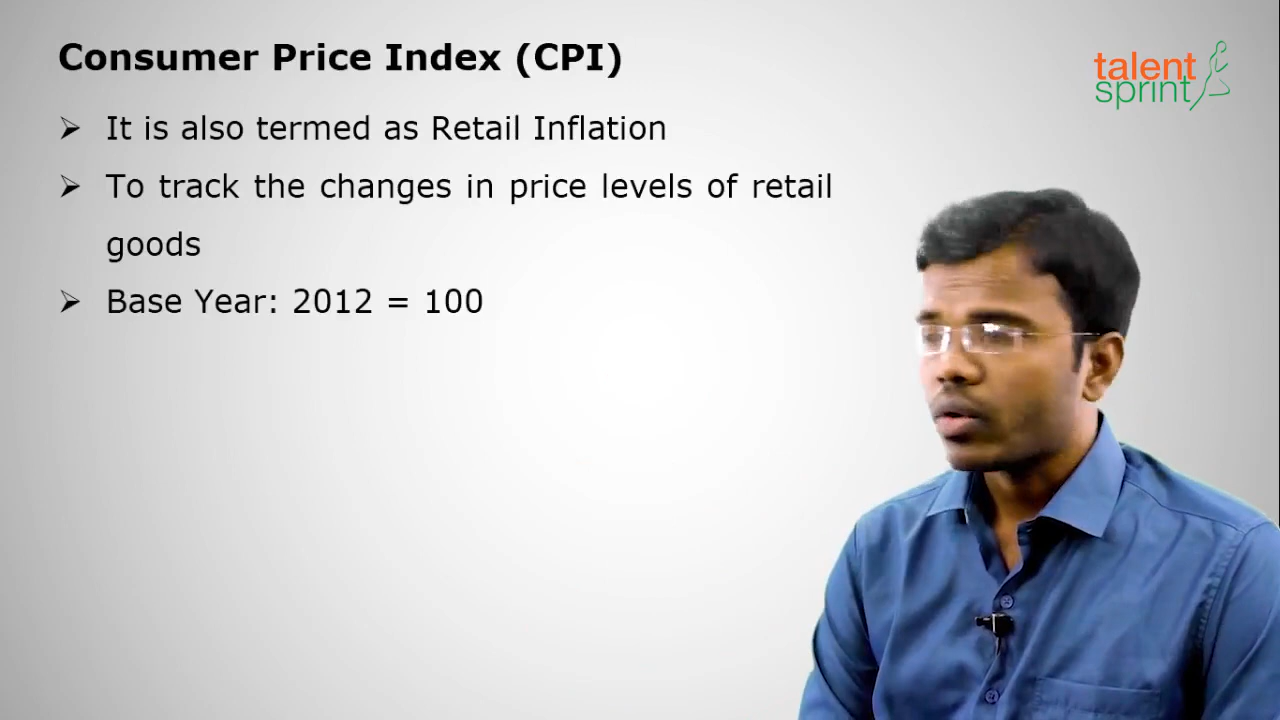 Consumer Price Index (CPI)
talent
sprint
➢ It is also termed as Retail Inflation
➢ To track the changes in price levels of retail
goods
➢ Base Year: 2012 = 100